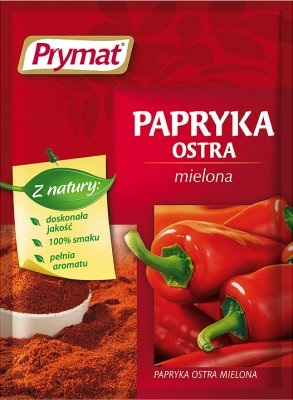 Prymat
PAPRYKA
OSTRA
mielona
Z natury:
doskonała
jakość
100% smaku
pełnia
aromatu
PAPRYKA OSTRA MIELONA